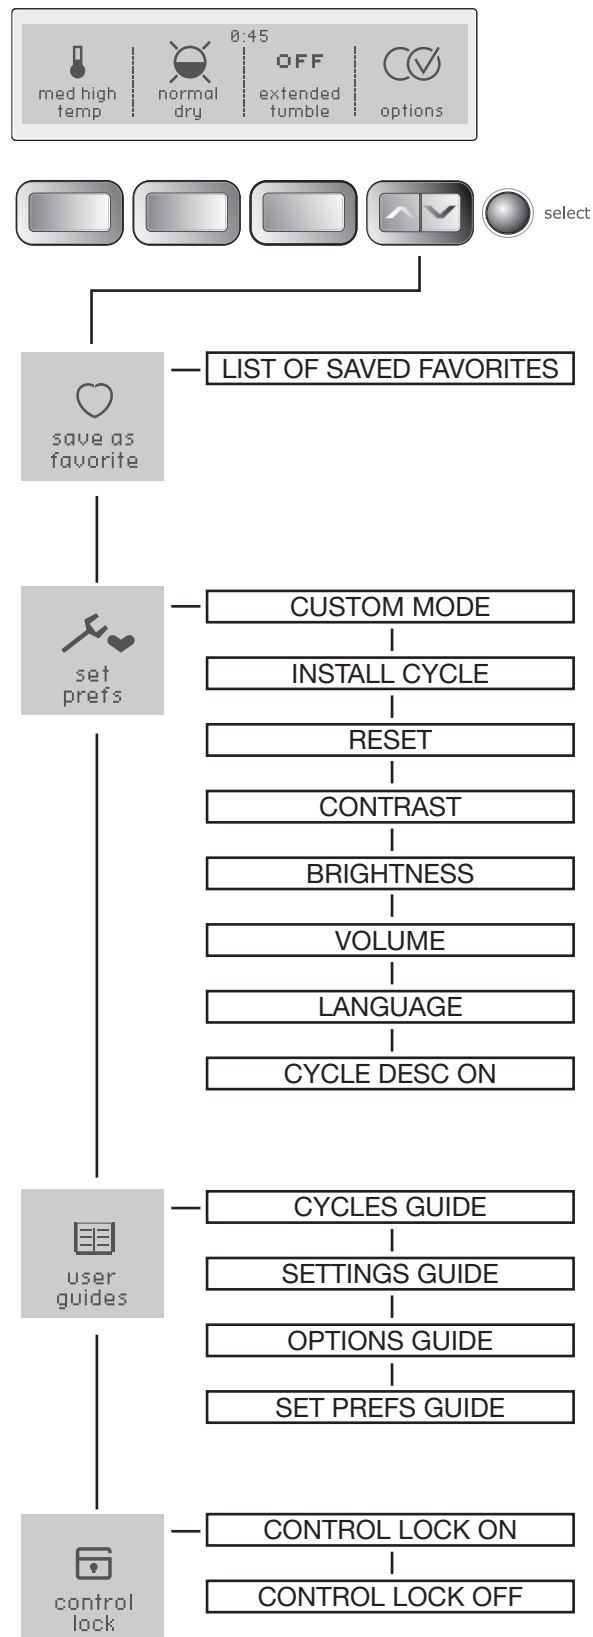 0:45
med high
temp
normal
dry
OFF
extended
tumble
options
select
save as
favorite
LIST OF SAVED FAVORITES
set
prefs
CUSTOM MODE
INSTALL CYCLE
RESET
CONTRAST
BRIGHTNESS
VOLUME
LANGUAGE
CYCLE DESC ON
user
guides
CYCLES GUIDE
SETTINGS GUIDE
OPTIONS GUIDE
SET PREFS GUIDE
control
lock
CONTROL LOCK ON
CONTROL LOCK OFF